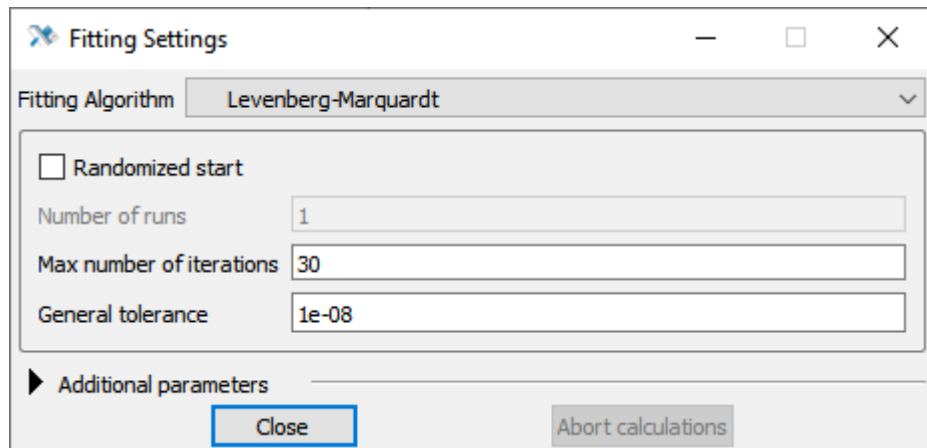 Fitting Settings
Fitting Algorithm Levenberg-Marquardt
Randomized start
Number of runs 1
Max number of iterations 30
General tolerance 1e-08
Additional parameters
Close Abort calculations